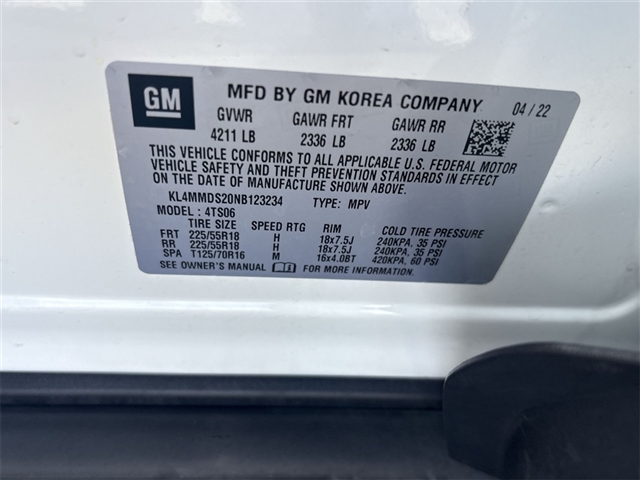 GM
MFD BY GM KOREA COMPANY 04 / 22
GVWR GAWR FRT GAWR RR
4211 LB 2336 LB 2336 LB
THIS VEHICLE CONFORMS TO ALL APPLICABLE U.S. FEDERAL MOTOR
VEHICLE SAFETY AND THEFT PREVENTION STANDARDS IN EFFECT
ON THE DATE OF MANUFACTURE SHOWN ABOVE.
KL4MMDS20NB123234 TYPE: MPV
MODEL : 4TS06
TIRE SIZE SPEED RTG RIM COLD TIRE PRESSURE
FRT 225/55R18 H 18x7.5J 240KPA, 35 PSI
RR 225/55R18 H 18x7.5J 240KPA, 35 PSI
SPA T125/70R16 M 16x4.0BT 420KPA, 60 PSI
SEE OWNER'S MANUAL FOR MORE INFORMATION.